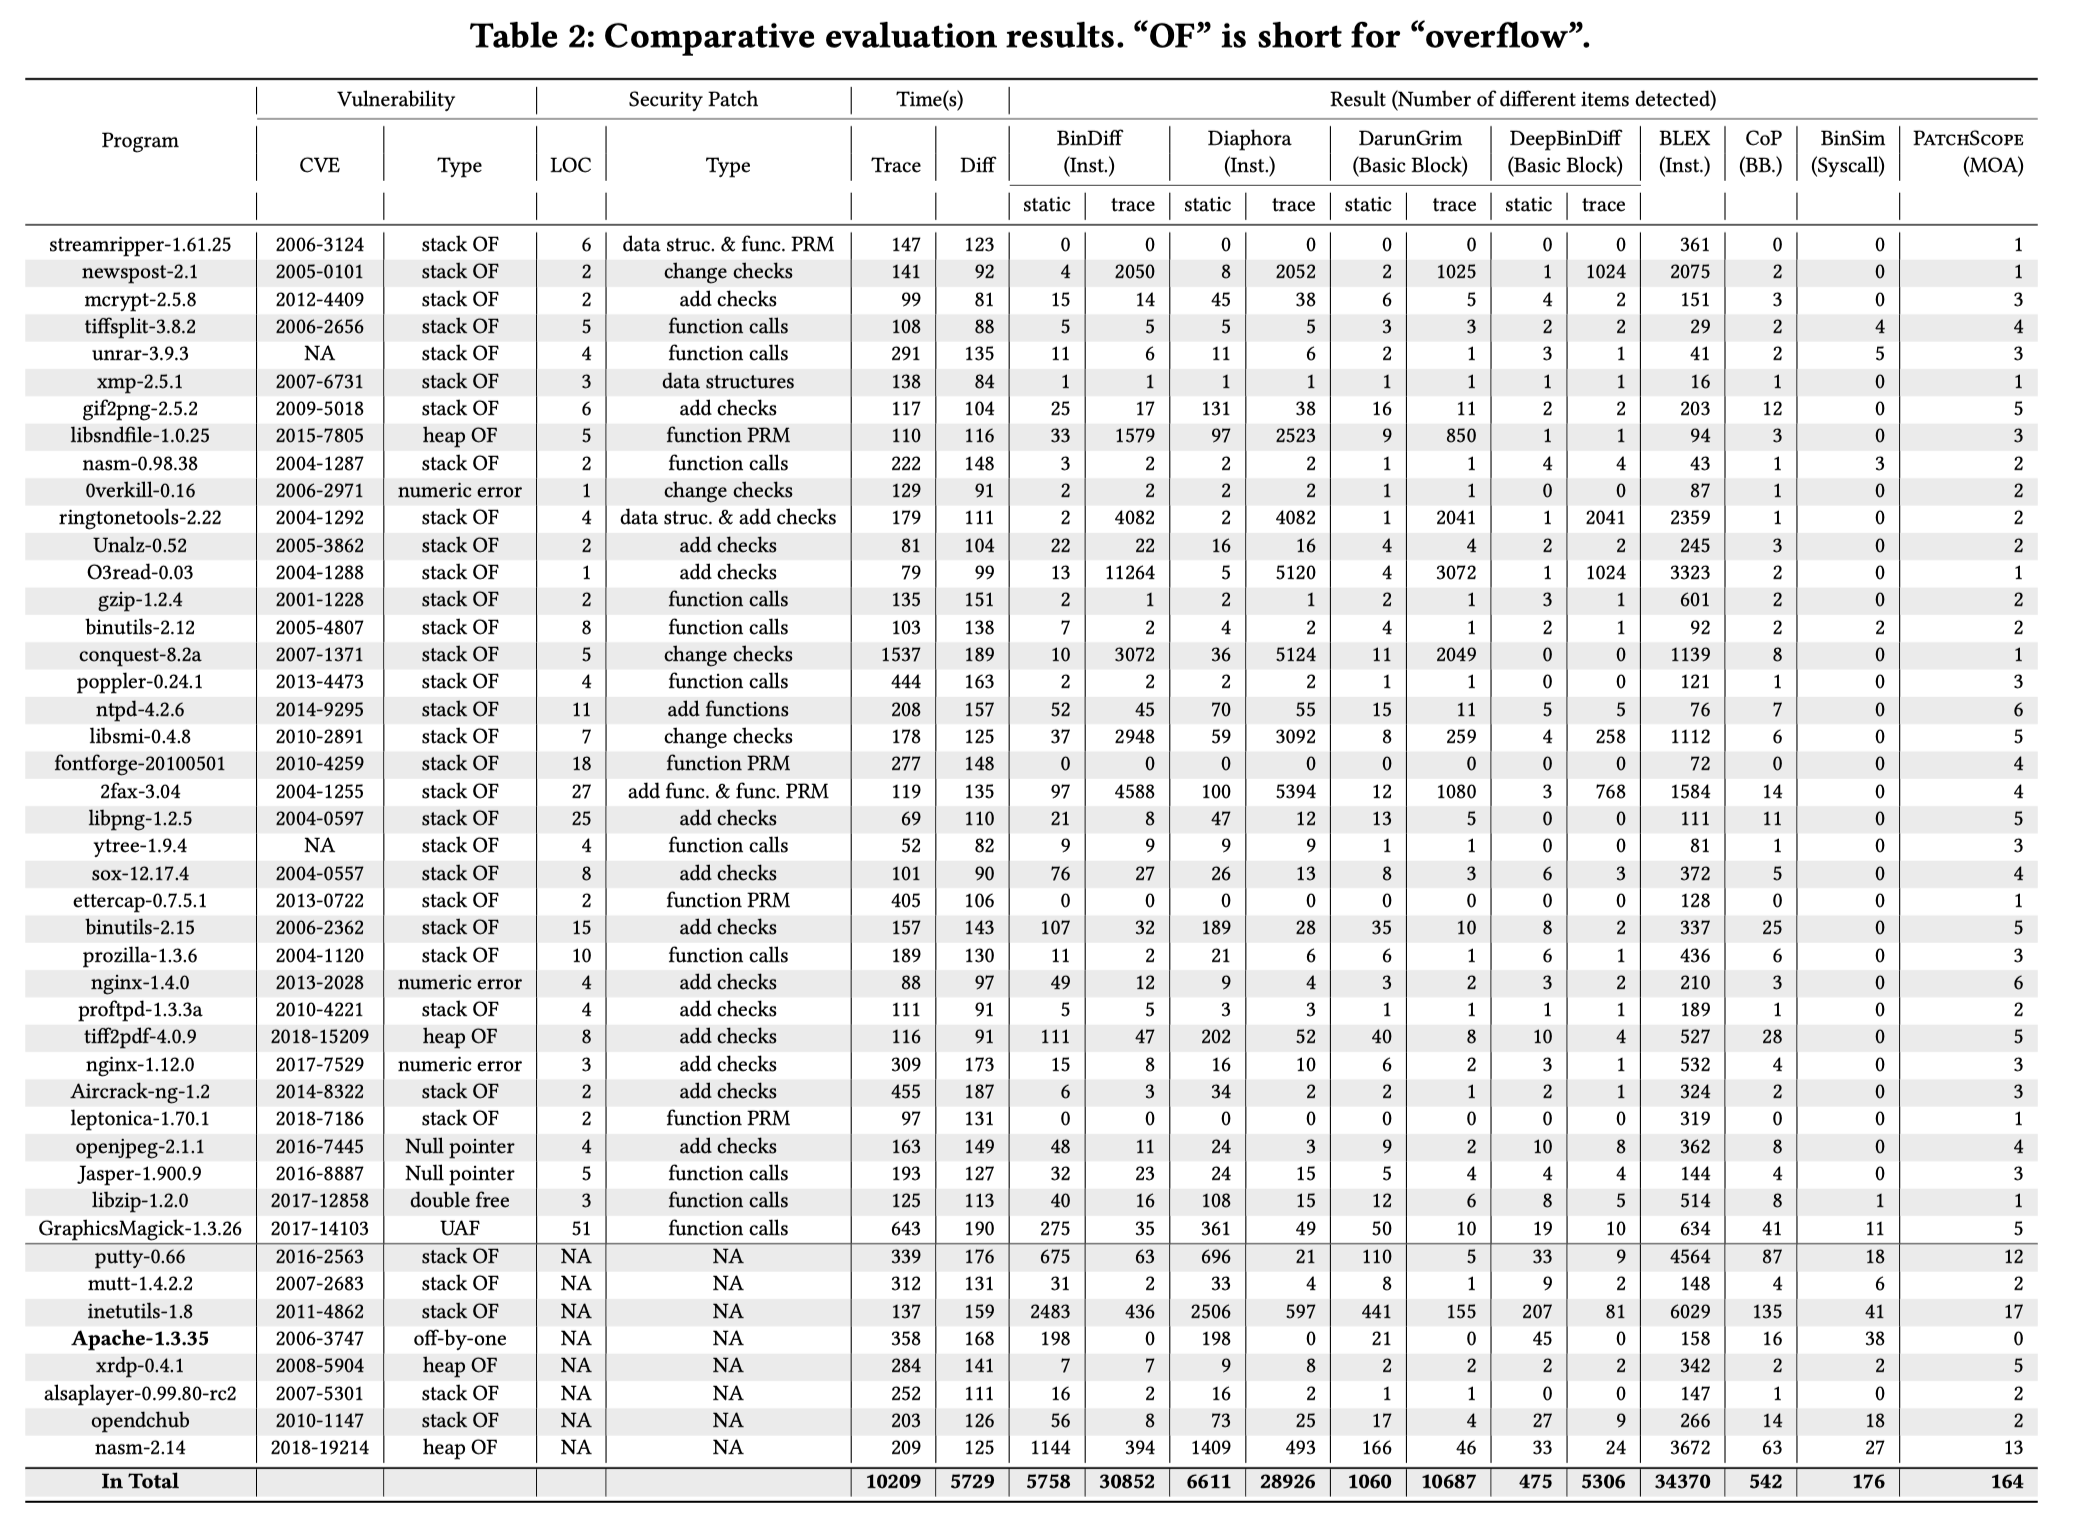 Table 2: Comparative evaluation results. “OF” is short for “overflow”.
Program Vulnerability Security Patch Time(s) Result (Number of different items detected)
CVE Type LOC Type Trace Diff BinDiff (Inst.) Diaphora (Inst.) DarunGrim (Basic Block) DeepBinDiff (Basic Block) BLEX (Inst.) CoP (BB.) BinSim (Syscall) PATCHSCOPE (MOA)
static trace static trace static trace static trace
streamripper-1.61.25 2006-3124 stack OF 6 data struc. & func. PRM 147 123 0 0 0 0 0 0 0 0 361 0 0 1
newspost-2.1 2005-0101 stack OF 2 change checks 141 92 4 2050 8 2052 2 1025 1 1024 2075 2 0 1
mcrypt-2.5.8 2012-4409 stack OF 2 add checks 99 81 15 14 45 38 6 5 4 2 151 3 0 3
tiffsplit-3.8.2 2006-2656 stack OF 5 function calls 108 88 5 5 5 5 3 3 2 2 29 2 4 4
unrar-3.9.3 NA stack OF 4 function calls 291 135 11 6 11 6 2 1 3 1 41 2 5 3
xmp-2.5.1 2007-6731 stack OF 3 data structures 138 84 1 1 1 1 1 1 1 1 16 1 0 1
gif2png-2.5.2 2009-5018 stack OF 6 add checks 117 104 25 17 131 38 16 11 2 2 203 12 0 5
libsndfile-1.0.25 2015-7805 heap OF 5 function PRM 110 116 33 1579 97 2523 9 850 1 1 94 3 0 3
nasm-0.98.38 2004-1287 stack OF 2 function calls 222 148 3 2 2 2 1 1 4 4 43 1 3 2
0verkill-0.16 2006-2971 numeric error 1 change checks 129 91 2 2 2 2 1 1 0 0 87 1 0 2
ringtonetools-2.22 2004-1292 stack OF 4 data struc. & add checks 179 111 2 4082 2 4082 1 2041 1 2041 2359 1 0 2
Unalz-0.52 2005-3862 stack OF 2 add checks 81 104 22 22 16 16 4 4 2 2 245 3 0 2
O3read-0.03 2004-1288 stack OF 1 add checks 79 99 13 11264 5 5120 4 3072 1 1024 3323 2 0 1
gzip-1.2.4 2001-1228 stack OF 2 function calls 135 151 2 1 2 1 2 1 3 1 601 2 0 2
binutils-2.12 2005-4807 stack OF 8 function calls 103 138 7 2 4 2 4 1 2 1 92 2 2 2
conquest-8.2a 2007-1371 stack OF 5 change checks 1537 189 10 3072 36 5124 11 2049 0 0 1139 8 0 1
poppler-0.24.1 2013-4473 stack OF 4 function calls 444 163 2 2 2 2 1 1 0 0 121 1 0 3
ntpd-4.2.6 2014-9295 stack OF 11 add functions 208 157 52 45 70 55 15 11 5 5 76 7 0 6
libsmi-0.4.8 2010-2891 stack OF 7 change checks 178 125 37 2948 59 3092 8 259 4 258 1112 6 0 5
fontforge-20100501 2010-4259 stack OF 18 function PRM 277 148 0 0 0 0 0 0 0 0 72 0 0 4
2fax-3.04 2004-1255 stack OF 27 add func. & func. PRM 119 135 97 4588 100 5394 12 1080 3 768 1584 14 0 4
libpng-1.2.5 2004-0597 stack OF 25 add checks 69 110 21 8 47 12 13 5 0 0 111 11 0 5
ytree-1.9.4 NA stack OF 4 function calls 52 82 9 9 9 9 1 1 0 0 81 1 0 3
sox-12.17.4 2004-0557 stack OF 8 add checks 101 90 76 27 26 13 8 3 6 3 372 5 0 4
ettercap-0.7.5.1 2013-0722 stack OF 2 function PRM 405 106 0 0 0 0 0 0 0 0 128 0 0 1
binutils-2.15 2006-2362 stack OF 15 add checks 157 143 107 32 189 28 35 10 8 2 337 25 0 5
prozilla-1.3.6 2004-1120 stack OF 10 function calls 189 130 11 2 21 6 6 1 6 1 436 6 0 3
nginx-1.4.0 2013-2028 numeric error 4 add checks 88 97 49 12 9 4 3 2 3 2 210 3 0 6
proftpd-1.3.3a 2010-4221 stack OF 4 add checks 111 91 5 5 3 3 1 1 1 1 189 1 0 2
tiff2pdf-4.0.9 2018-15209 heap OF 8 add checks 116 91 111 47 202 52 40 8 10 4 527 28 0 5
nginx-1.12.0 2017-7529 numeric error 3 add checks 309 173 15 8 16 10 6 2 3 1 532 4 0 3
Aircrack-ng-1.2 2014-8322 stack OF 2 add checks 455 187 6 3 34 2 2 1 2 1 324 2 0 3
leptonica-1.70.1 2018-7186 stack OF 2 function PRM 97 131 0 0 0 0 0 0 0 0 319 0 0 1
openjpeg-2.1.1 2016-7445 Null pointer 4 add checks 163 149 48 11 24 3 9 2 10 8 362 8 0 4
Jasper-1.900.9 2016-8887 Null pointer 5 function calls 193 127 32 23 24 15 5 4 4 4 144 4 0 3
libzip-1.2.0 2017-12858 double free 3 function calls 125 113 40 16 108 15 12 6 8 5 514 8 1 1
GraphicsMagick-1.3.26 2017-14103 UAF 51 function calls 643 190 275 35 361 49 50 10 19 10 634 41 11 5
putty-0.66 2016-2563 stack OF NA NA 339 176 675 63 696 21 110 5 33 9 4564 87 18 12
mutt-1.4.2.2 2007-2683 stack OF NA NA 312 131 31 2 33 4 8 1 9 2 148 4 6 2
inetutils-1.8 2011-4862 stack OF NA NA 137 159 2483 436 2506 597 441 155 207 81 6029 135 41 17
Apache-1.3.35 2006-3747 off-by-one NA NA 358 168 198 0 198 0 21 0 45 0 158 16 38 0
xrdp-0.4.1 2008-5904 heap OF NA NA 284 141 7 7 9 8 2 2 2 2 342 2 2 5
alsaplayer-0.99.80-rc2 2007-5301 stack OF NA NA 252 111 16 2 16 2 1 1 0 0 147 1 0 2
opendchub 2010-1147 stack OF NA NA 203 126 56 8 73 25 17 4 27 9 266 14 18 2
nasm-2.14 2018-19214 heap OF NA NA 209 125 1144 394 1409 493 166 46 33 24 3672 63 27 13
In Total 10209 5729 5758 30852 6611 28926 1060 10687 475 5306 34370 542 176 164